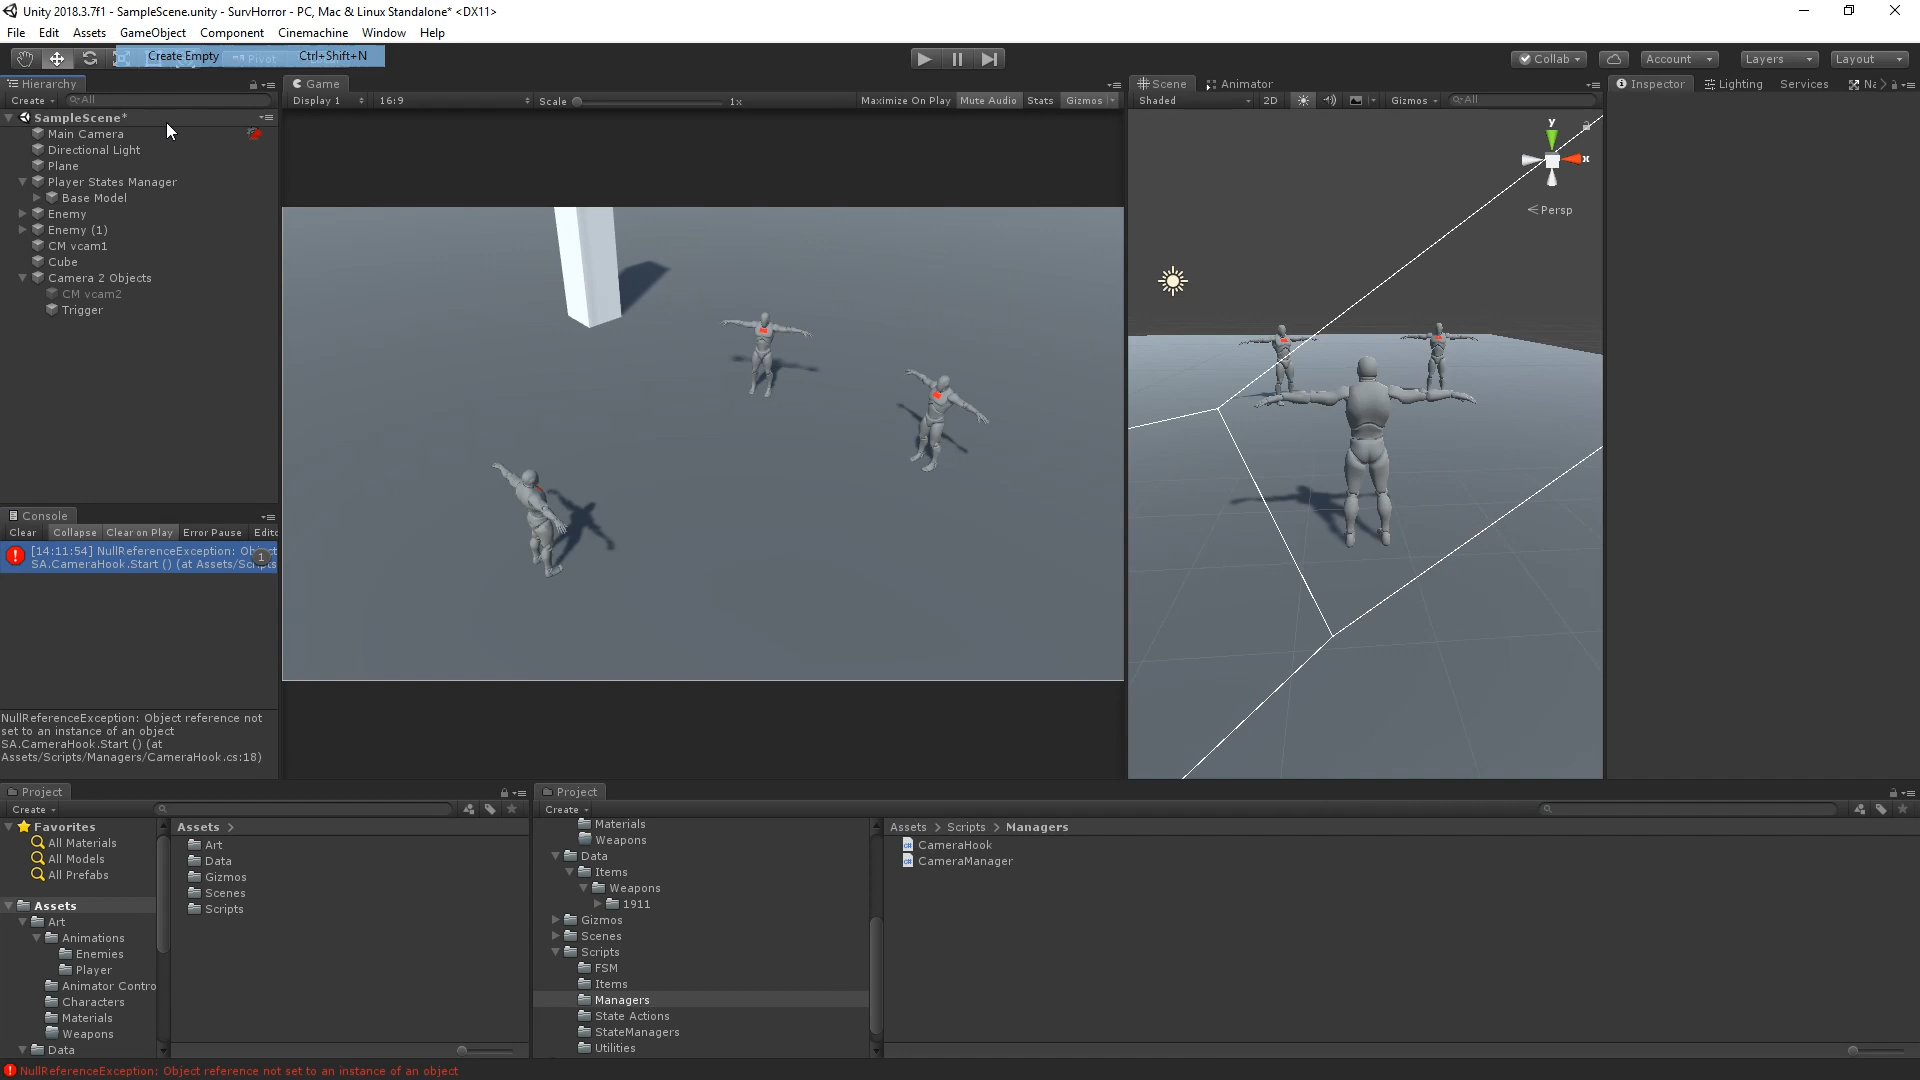 Unity 2018.3.7f1 - SampleScene.unity - SurvHorror - PC, Mac & Linux Standalone* <DX11>
File Edit Assets GameObject Component Cinemachine Window Help
Create Empty Ctrl+Shift+N
Pivot
Collab Account Layers Layout
Hierarchy
Create All
SampleScene*
Main Camera
Directional Light
Plane
Player States Manager
Base Model
Enemy
Enemy (1)
CM vcam1
Cube
Camera 2 Objects
CM vcam2
Trigger
Game
Display 1 16:9 Scale 1x Maximize On Play Mute Audio Stats Gizmos
Scene Animator
Shaded 2D Gizmos All
y
x
Persp
Inspector Lighting Services Na
Console
Clear Collapse Clear on Play Error Pause Edito
[14:11:54] NullReferenceException: Object
SA.CameraHook.Start () (at Assets/Scripts
1
NullReferenceException: Object reference not
set to an instance of an object
SA.CameraHook.Start () (at
Assets/Scripts/Managers/CameraHook.cs:18)
Project
Create
Favorites
All Materials
All Models
All Prefabs
Assets
Art
Animations
Enemies
Player
Animator Contro
Characters
Materials
Weapons
Data
Assets
Art
Data
Gizmos
Scenes
Scripts
Project
Create
Materials
Weapons
Data
Items
Weapons
1911
Gizmos
Scenes
Scripts
FSM
Items
Managers
State Actions
StateManagers
Utilities
Assets Scripts Managers
CameraHook
CameraManager
NullReferenceException: Object reference not set to an instance of an object